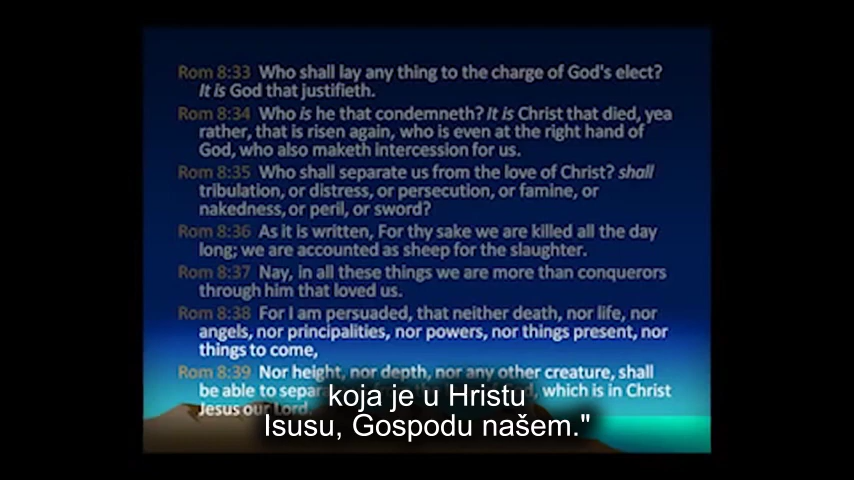 Rom 8:33 Who shall lay any thing to the charge of God's elect?
It is God that justifieth.
Rom 8:34 Who is he that condemneth? It is Christ that died, yea
rather, that is risen again, who is even at the right hand of
God, who also maketh intercession for us.
Rom 8:35 Who shall separate us from the love of Christ? shall
tribulation, or distress, or persecution, or famine, or
nakedness, or peril, or sword?
Rom 8:36 As it is written, For thy sake we are killed all the day
long; we are accounted as sheep for the slaughter.
Rom 8:37 Nay, in all these things we are more than conquerors
through him that loved us.
Rom 8:38 For I am persuaded, that neither death, nor life, nor
angels, nor principalities, nor powers, nor things present, nor
things to come,
Rom 8:39 Nor height, nor depth, nor any other creature, shall
be able to which is in Christ
Jesus our Lord.
koja je u Hristu
Isusu, Gospodu našem."